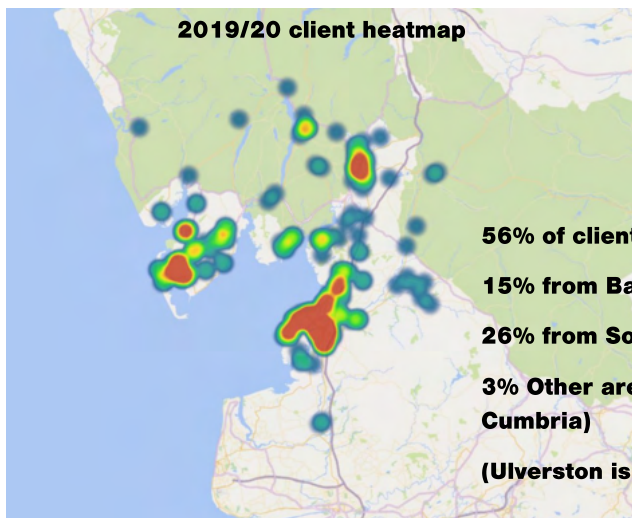 2019/20 client heatmap
56% of client
15% from Ba
26% from So
3% Other are
Cumbria)
(Ulverston is